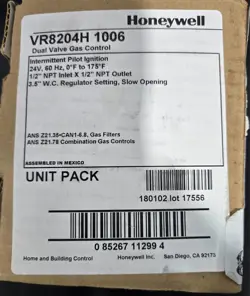 Honeywell
VR8204H 1006
Dual Valve Gas Control
Intermittent Pilot Ignition
24V, 60 Hz, 0°F to 175°F
1/2" NPT Inlet X 1/2" NPT Outlet
3.5" W.C. Regulator Setting, Slow Opening
ANS Z21.35•CAN1-6.8, Gas Filters
ANS Z21.78 Combination Gas Controls
ASSEMBLED IN MEXICO
UNIT PACK
180102 lot 17556
0 85267 11299 4
Home and Building Control Honeywell Inc. San Diego, CA 92173